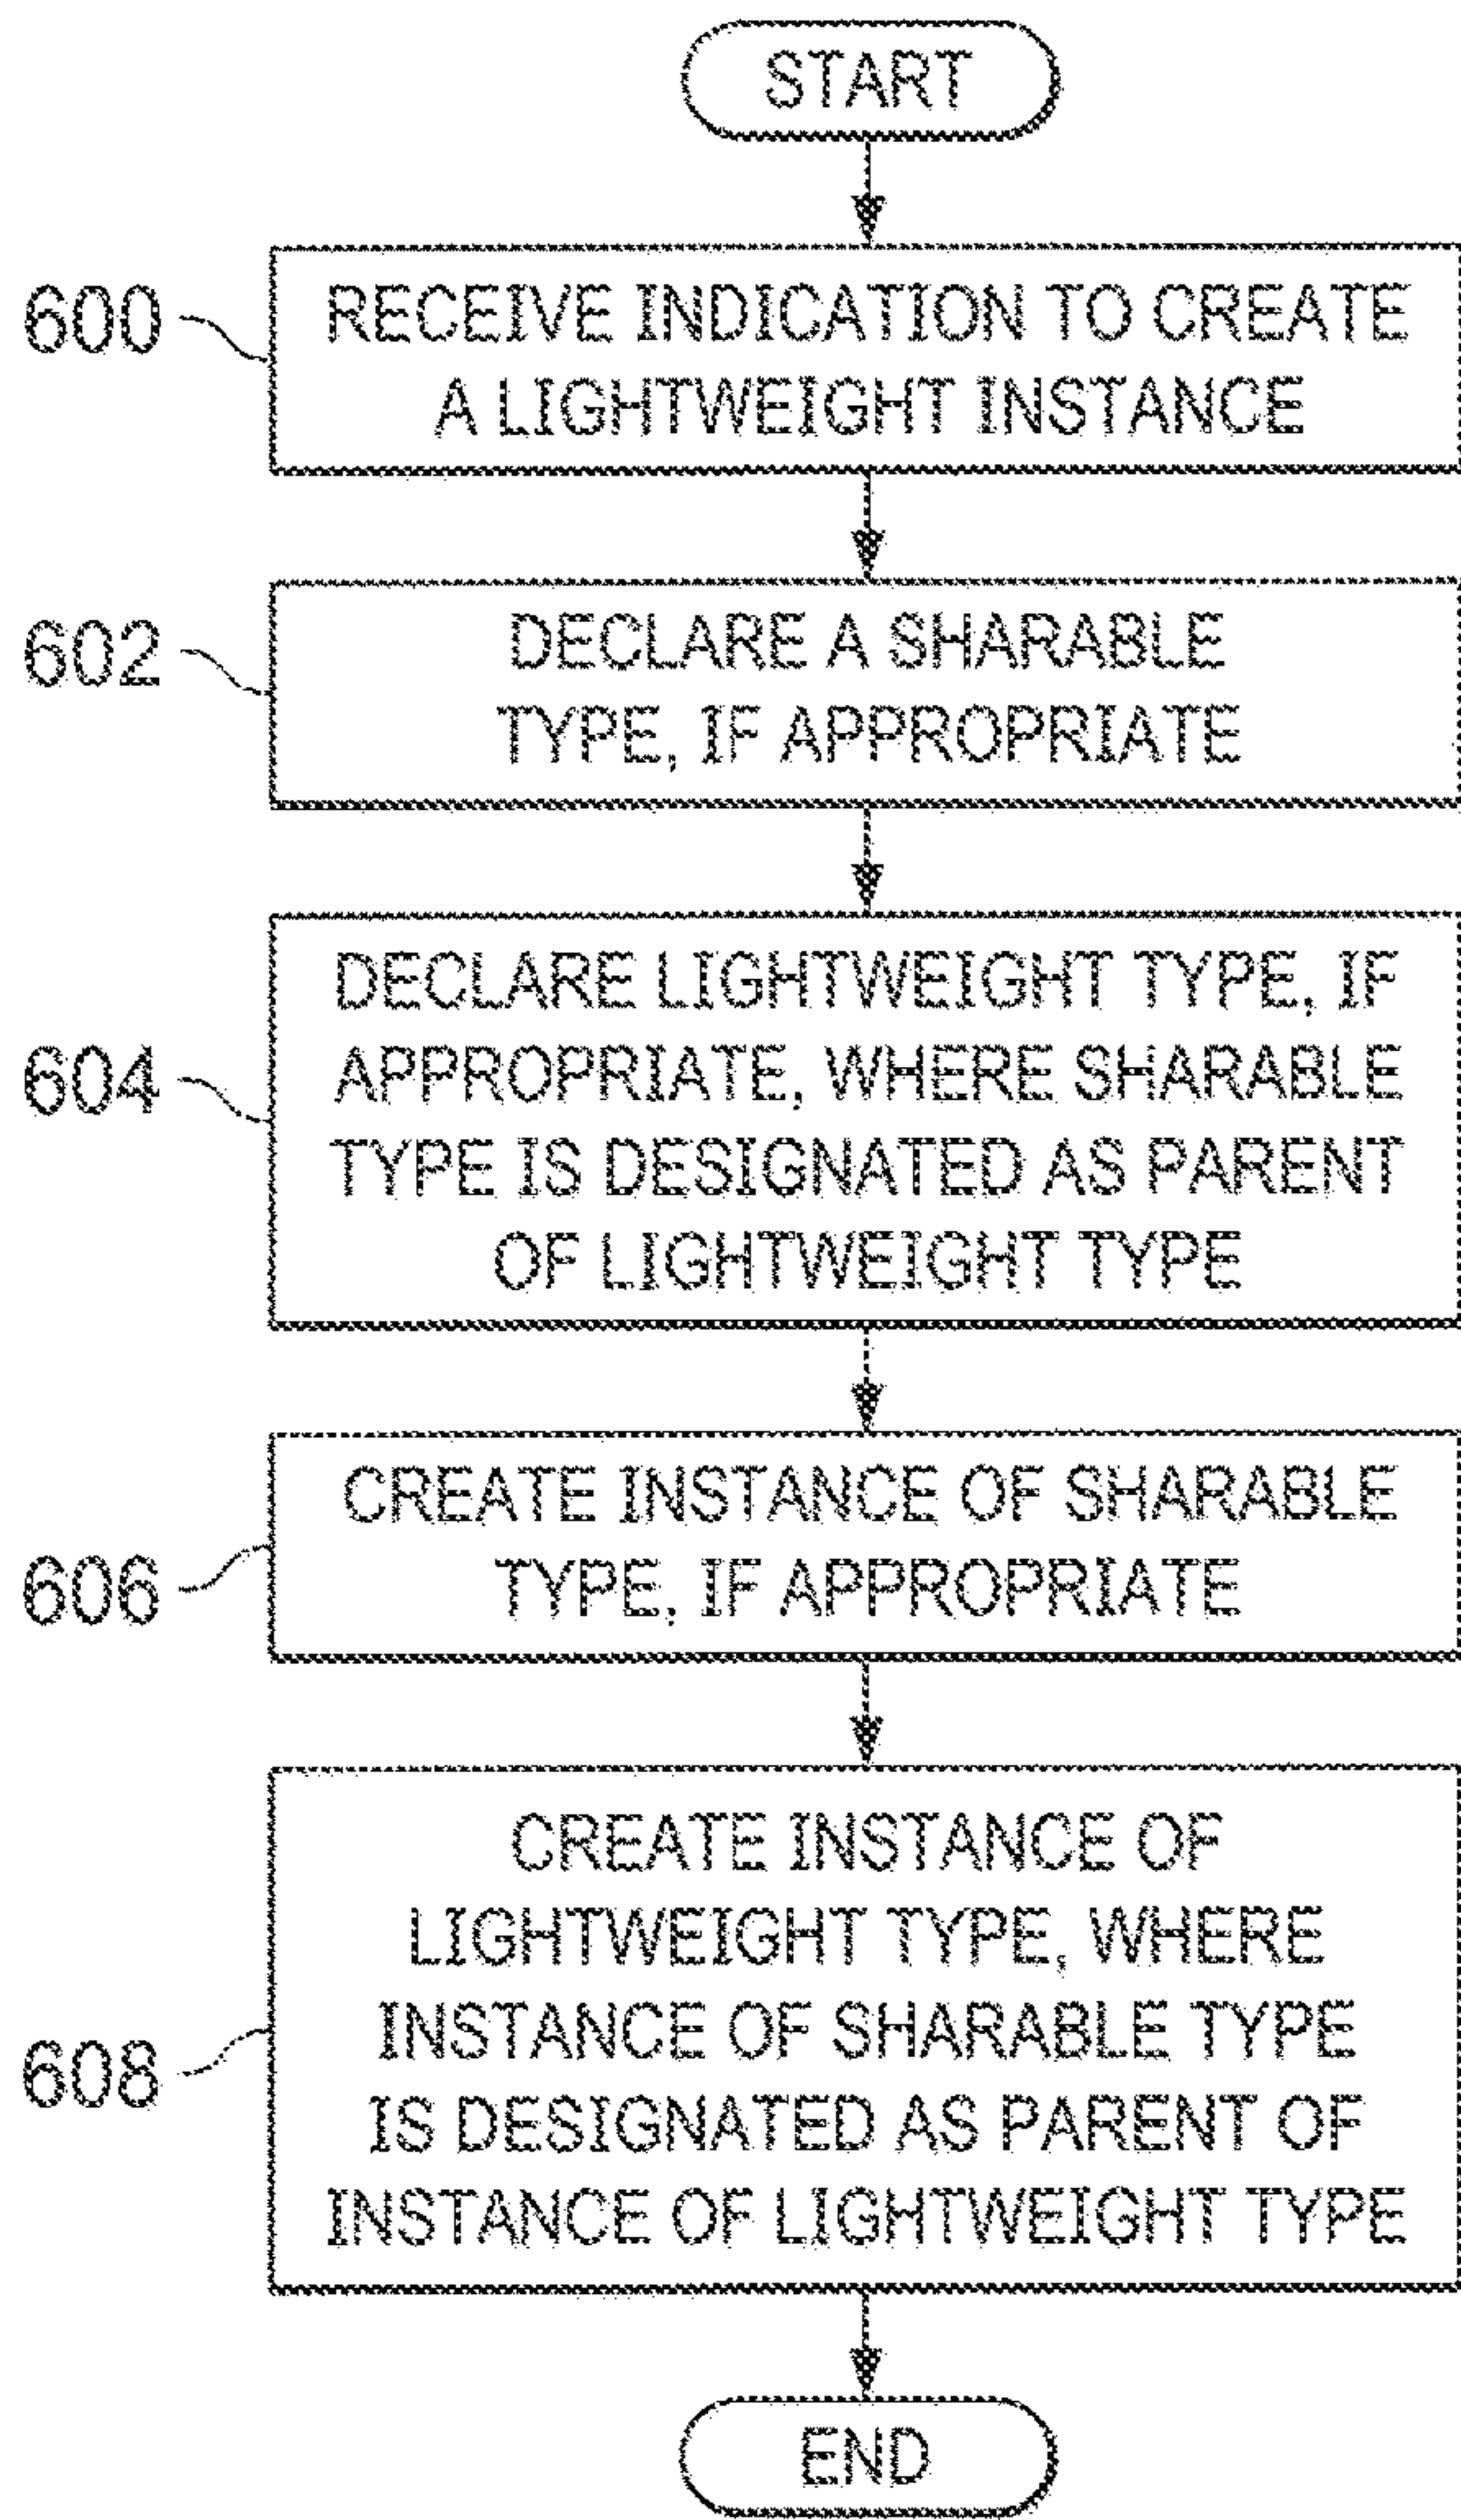 START
600
RECEIVE INDICATION TO CREATE
A LIGHTWEIGHT INSTANCE
602
DECLARE A SHARABLE
TYPE, IF APPROPRIATE
604
DECLARE LIGHTWEIGHT TYPE, IF
APPROPRIATE, WHERE SHARABLE
TYPE IS DESIGNATED AS PARENT
OF LIGHTWEIGHT TYPE
606
CREATE INSTANCE OF SHARABLE
TYPE, IF APPROPRIATE
608
CREATE INSTANCE OF
LIGHTWEIGHT TYPE, WHERE
INSTANCE OF SHARABLE TYPE
IS DESIGNATED AS PARENT OF
INSTANCE OF LIGHTWEIGHT TYPE
END